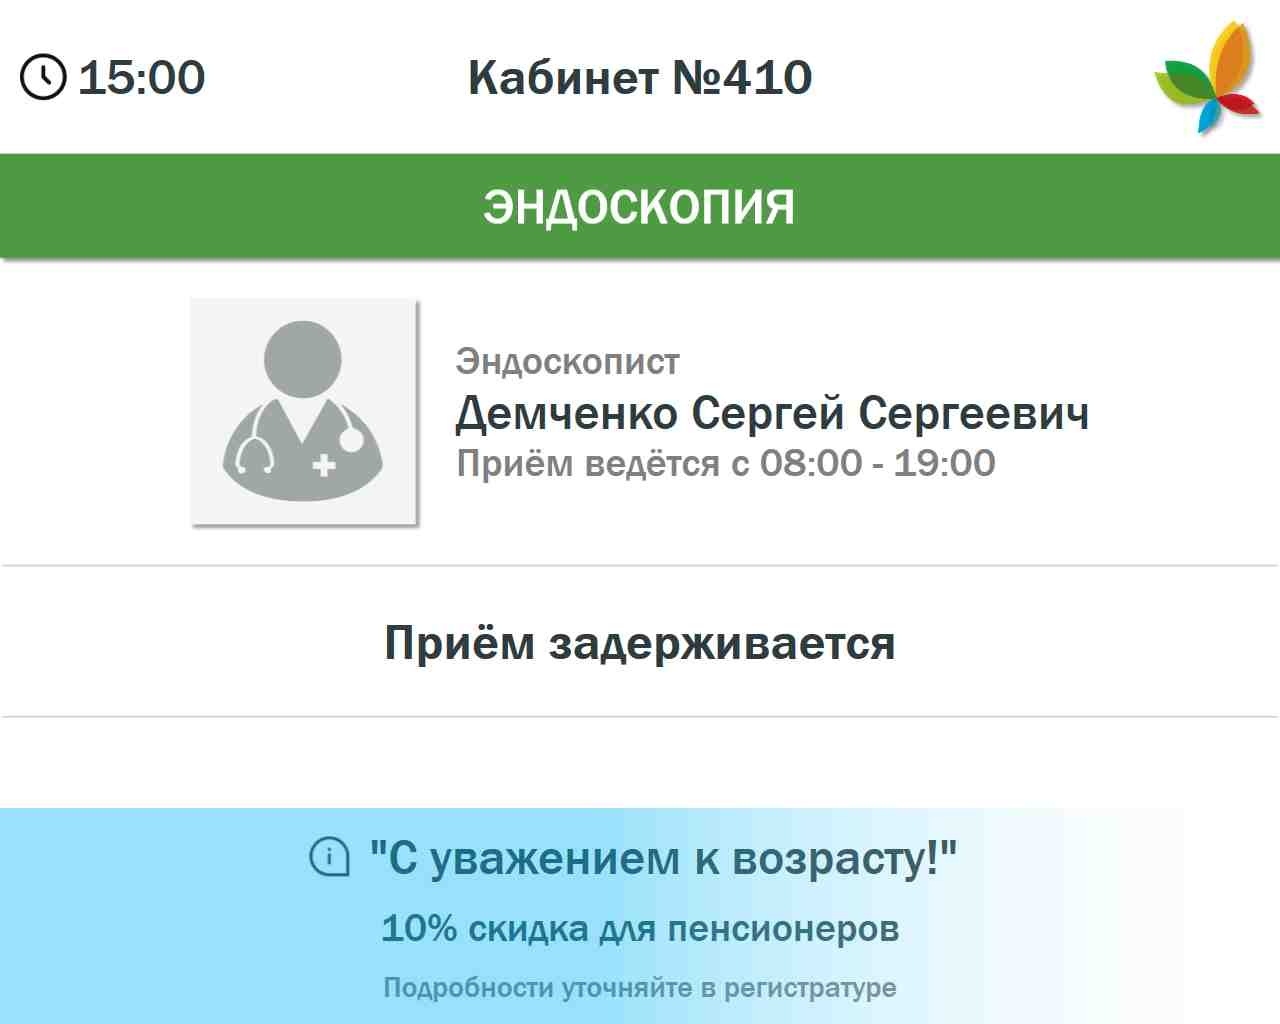 15:00
Кабинет №410
ЭНДОСКОПИЯ
Эндоскопист
Демченко Сергей Сергеевич
Приём ведётся с 08:00 - 19:00
Приём задерживается
"С уважением к возрасту!"
10% скидка для пенсионеров
Подробности уточняйте в регистратуре